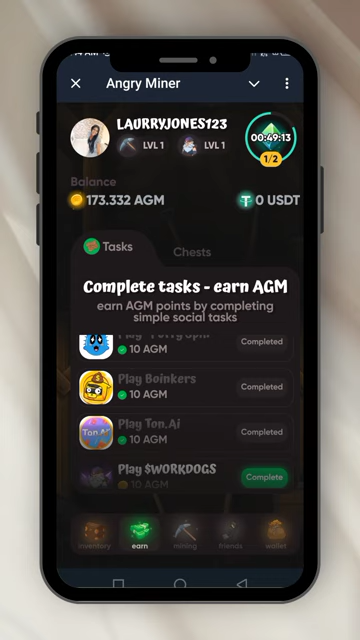 Angry Miner
LAURRYJONES123
LVL 1
LVL 1
00:49:13
1/2
Balance
173.332 AGM
0 USDT
Tasks
Chests
Complete tasks - earn AGM
earn AGM points by completing
simple social tasks
10 AGM
Completed
Play Boinkers
10 AGM
Completed
Play Ton.Ai
10 AGM
Completed
Play $WORKDOGS
10 AGM
Complete
inventory
earn
mining
friends
wallet